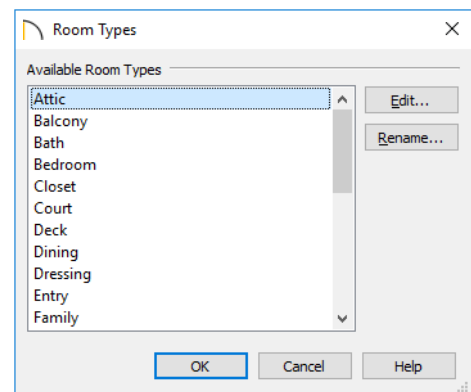 Room Types
Available Room Types
Attic
Balcony
Bath
Bedroom
Closet
Court
Deck
Dining
Dressing
Entry
Family
Edit...
Rename...
OK
Cancel
Help